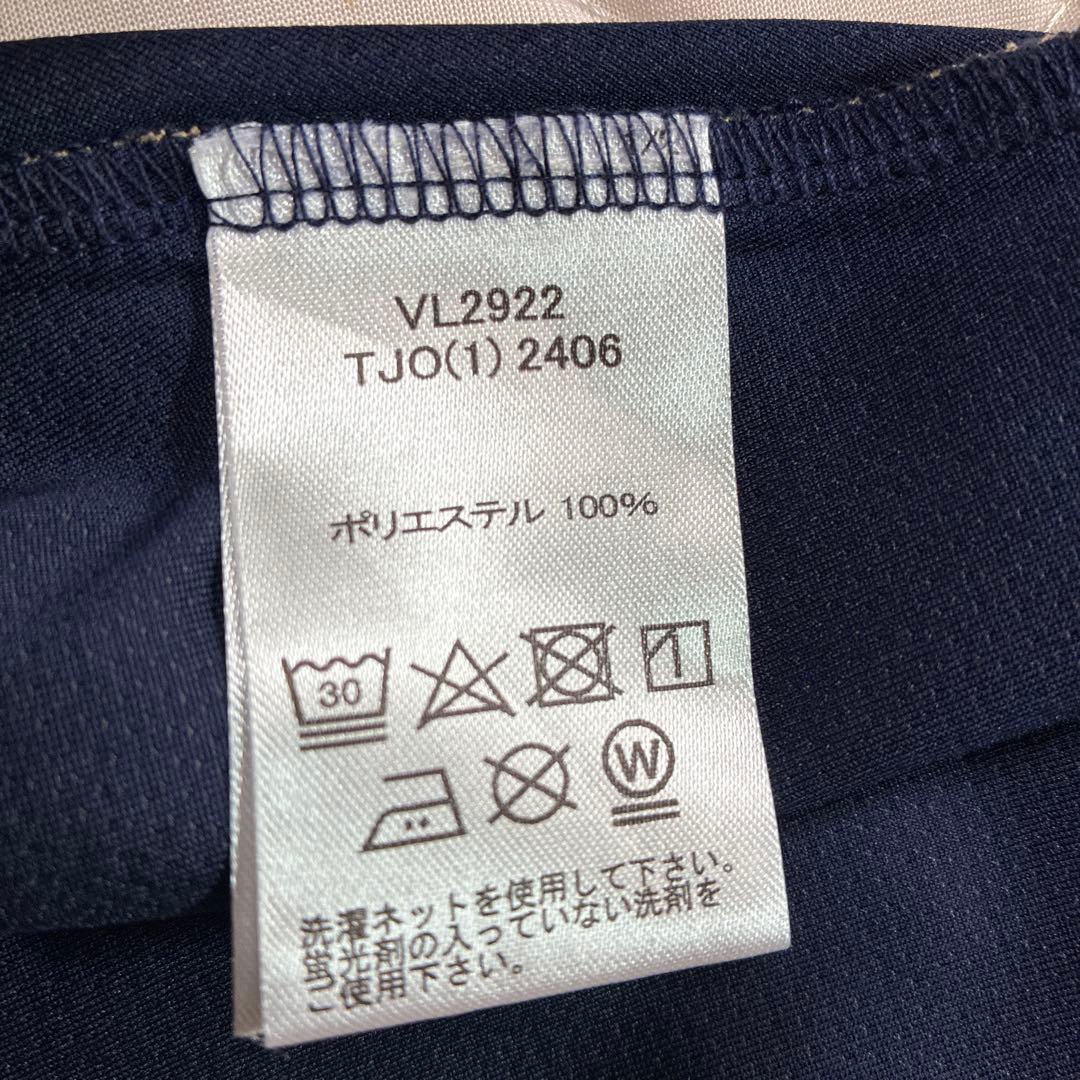 VL2922
TJO(1) 2406
ポリエステル 100%
30
1
W
洗濯ネットを使用して下さい。
蛍光剤の入っていない洗剤を
ご使用下さい。